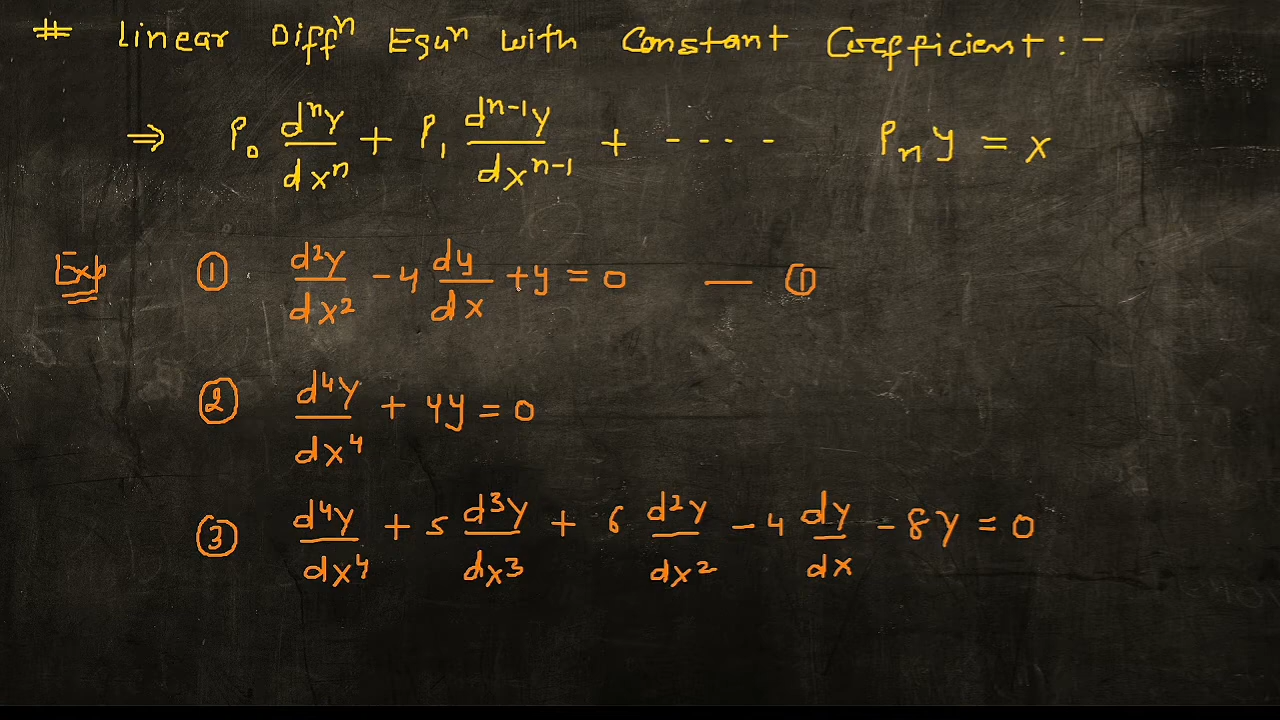 # Linear Diffⁿ Equⁿ with Constant Coefficient : -
⇒ P₀ dⁿy/dxⁿ + P₁ dⁿ⁻¹y/dxⁿ⁻¹ + - - - - Pₙ y = x
Exp ① d²y/dx² - 4 dy/dx + y = 0 — ①
② d⁴y/dx⁴ + 4y = 0
③ d⁴y/dx⁴ + 5 d³y/dx³ + 6 d²y/dx² - 4 dy/dx - 8y = 0